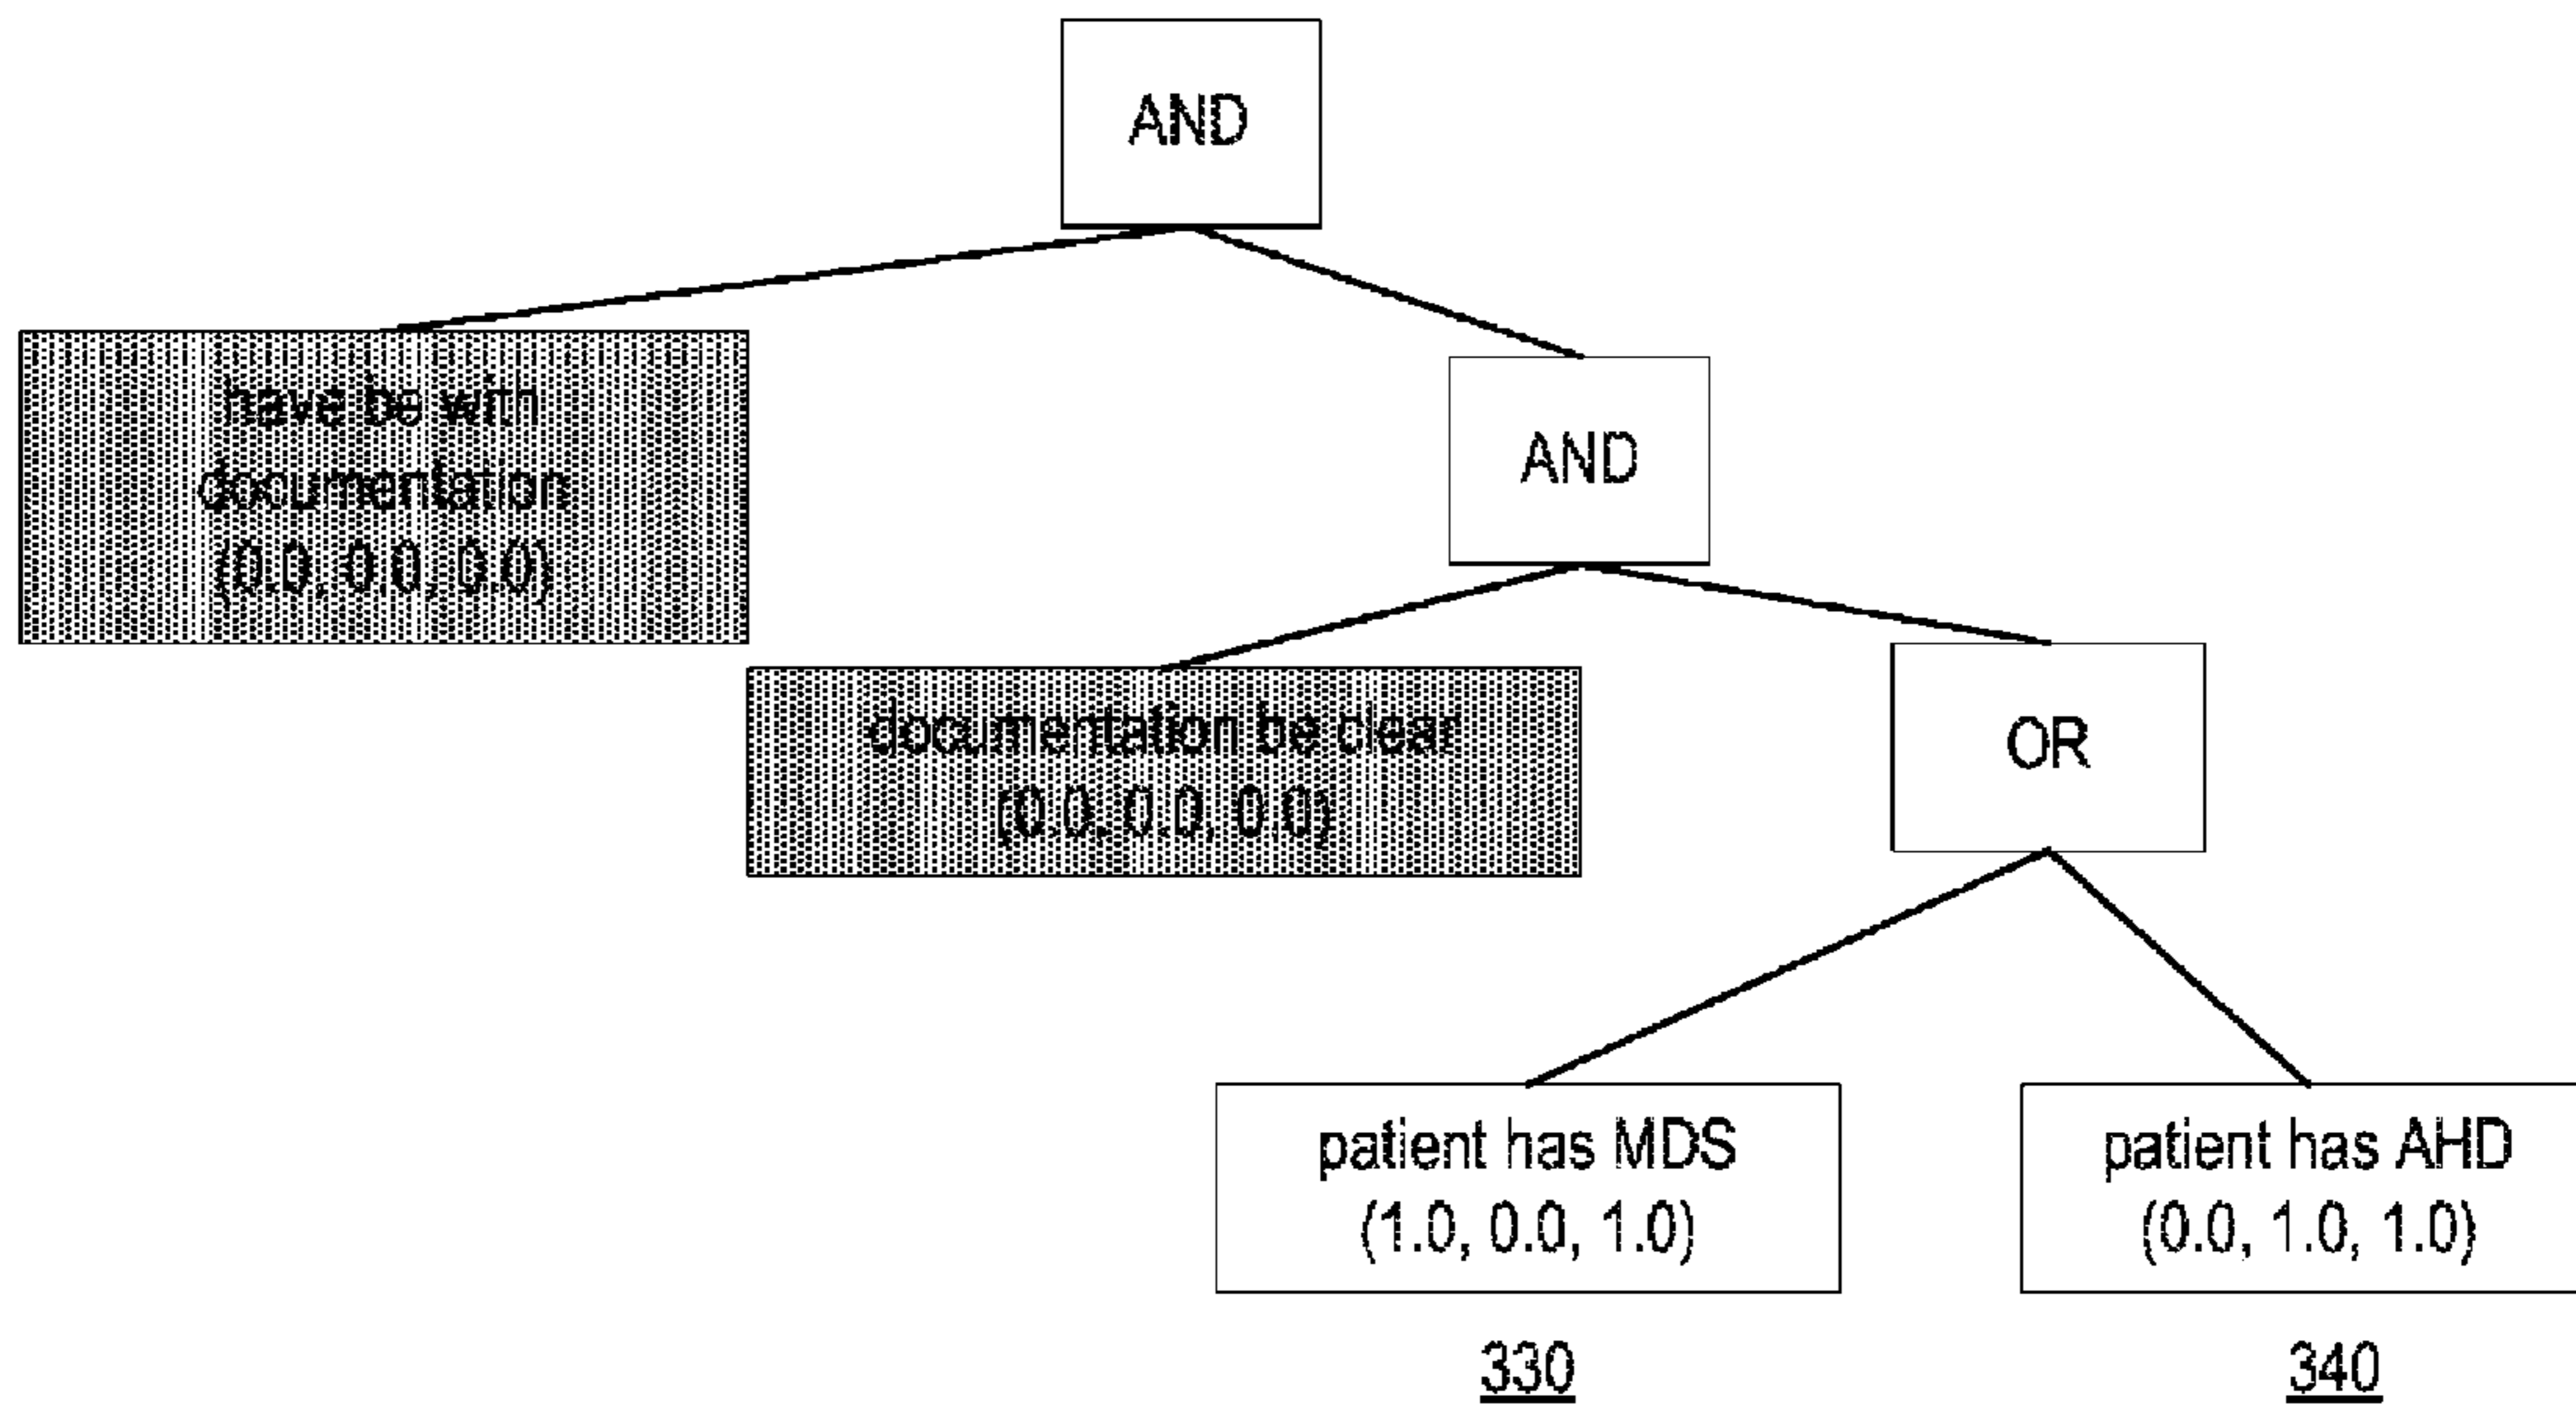 AND
have be with
documentation
(0.0, 0.0, 0.0)
AND
documentation be clear
(0.0, 0.0, 0.0)
OR
patient has MDS
(1.0, 0.0, 1.0)
330
patient has AHD
(0.0, 1.0, 1.0)
340